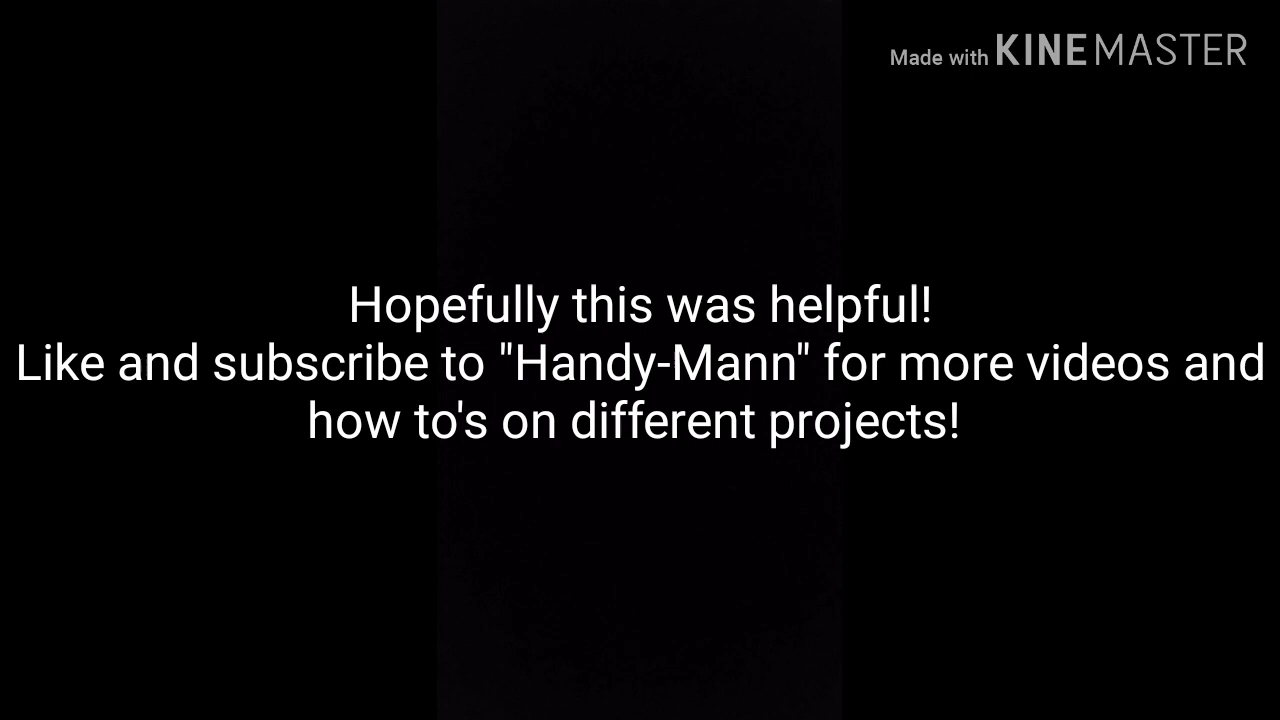 Made with KINEMASTER
Hopefully this was helpful!
Like and subscribe to "Handy-Mann" for more videos and
how to's on different projects!